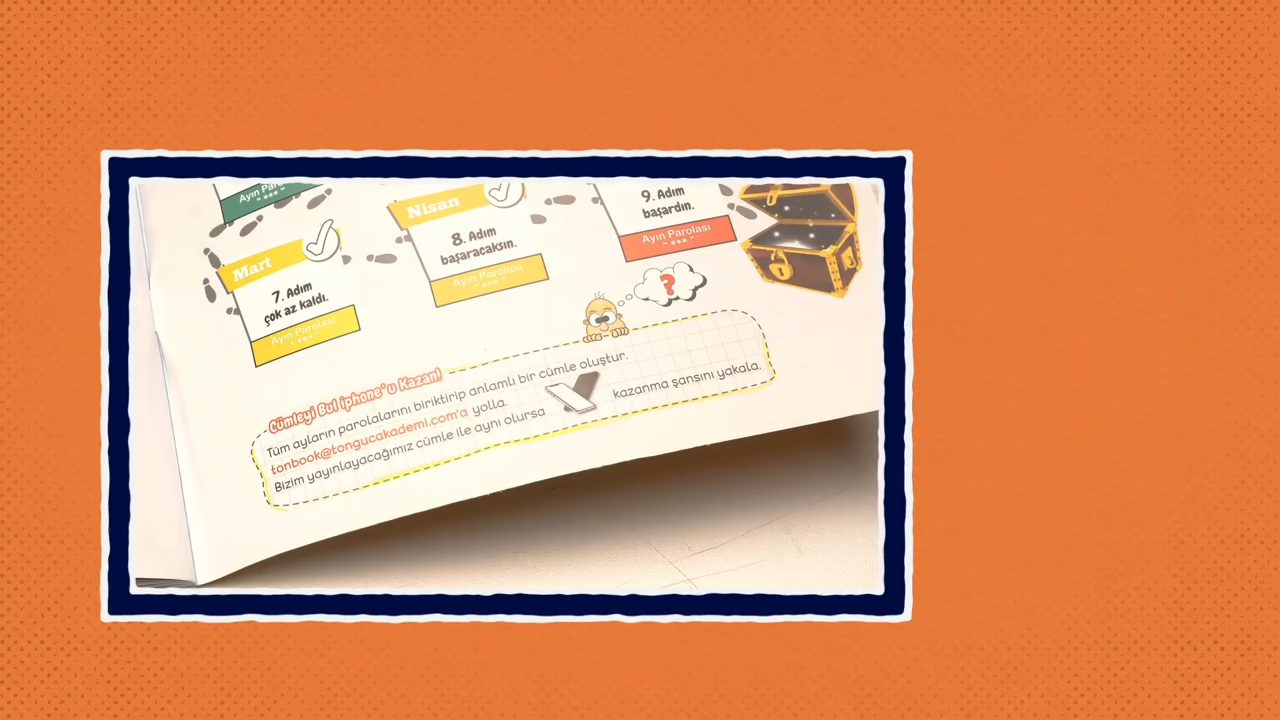 Ayın Par
" *** "
Mart
7. Adım
çok az kaldı.
Ayın Parolası
" *** "
Nisan
8. Adım
başaracaksın.
Ayın Parolası
" *** "
9. Adım
başardın.
Ayın Parolası
" *** "
?
Cümleyi Bul iphone'u Kazan!
Tüm ayların parolalarını biriktirip anlamlı bir cümle oluştur.
tonbook@tongucakademi.com'a yolla.
Bizim yayınlayacağımız cümle ile aynı olursa kazanma şansını yakala.